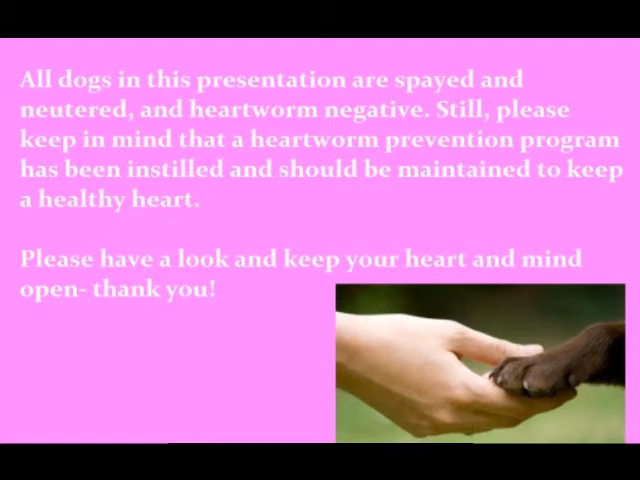 All dogs in this presentation are spayed and
neutered, and heartworm negative. Still, please
keep in mind that a heartworm prevention program
has been instilled and should be maintained to keep
a healthy heart.
Please have a look and keep your heart and mind
open- thank you!